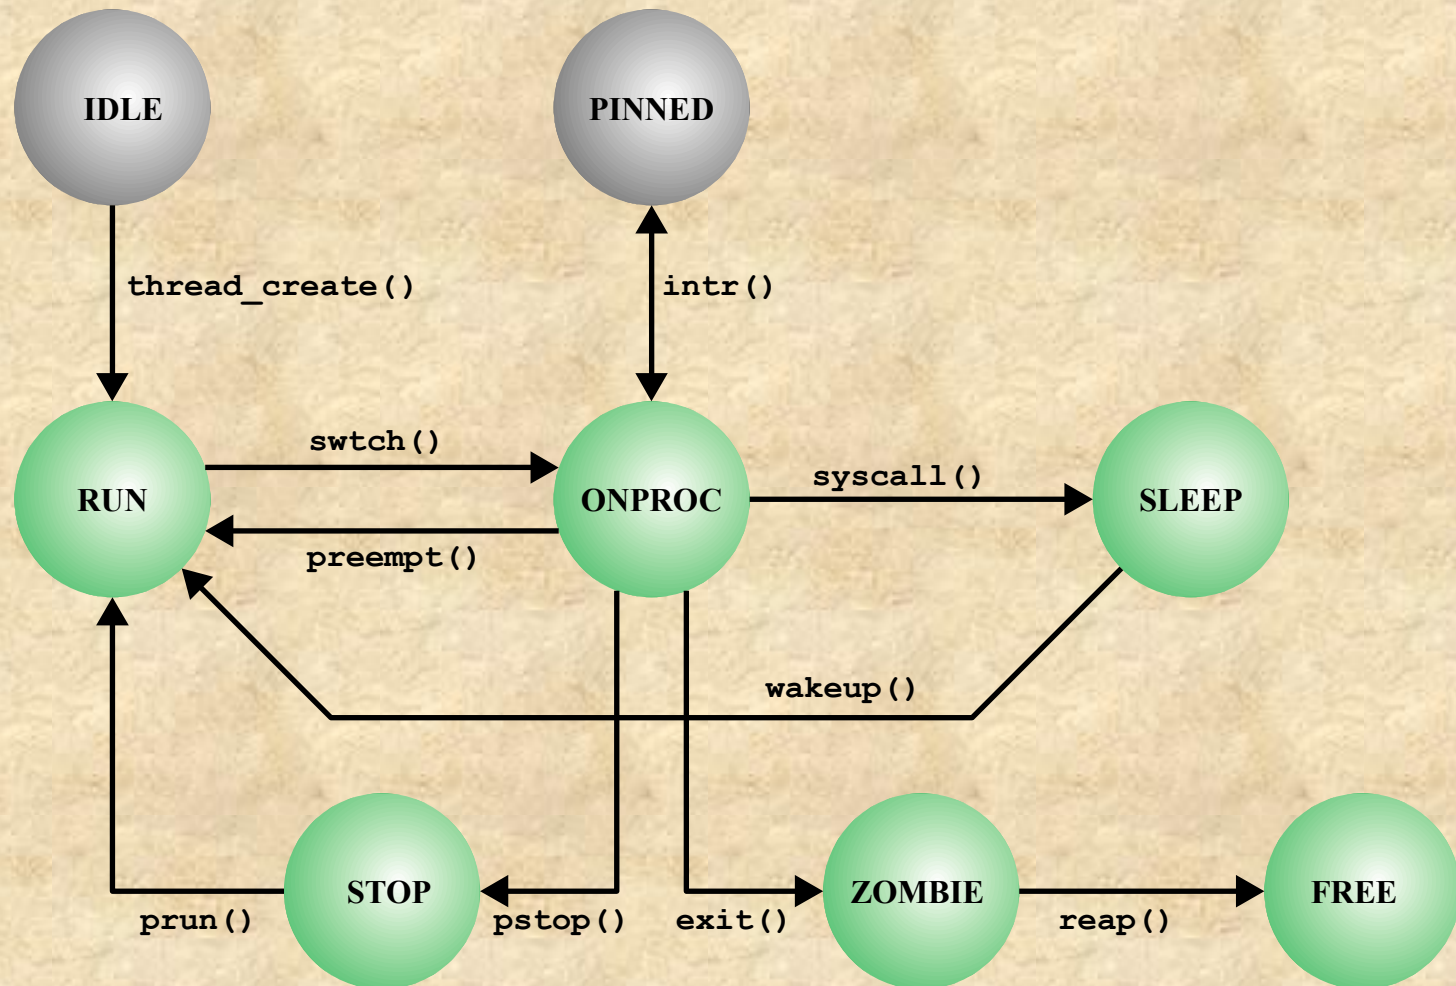 IDLE
PINNED
thread_create()
intr()
swtch()
syscall()
RUN
ONPROC
SLEEP
preempt()
wakeup()
STOP
ZOMBIE
FREE
prun()
pstop()
exit()
reap()